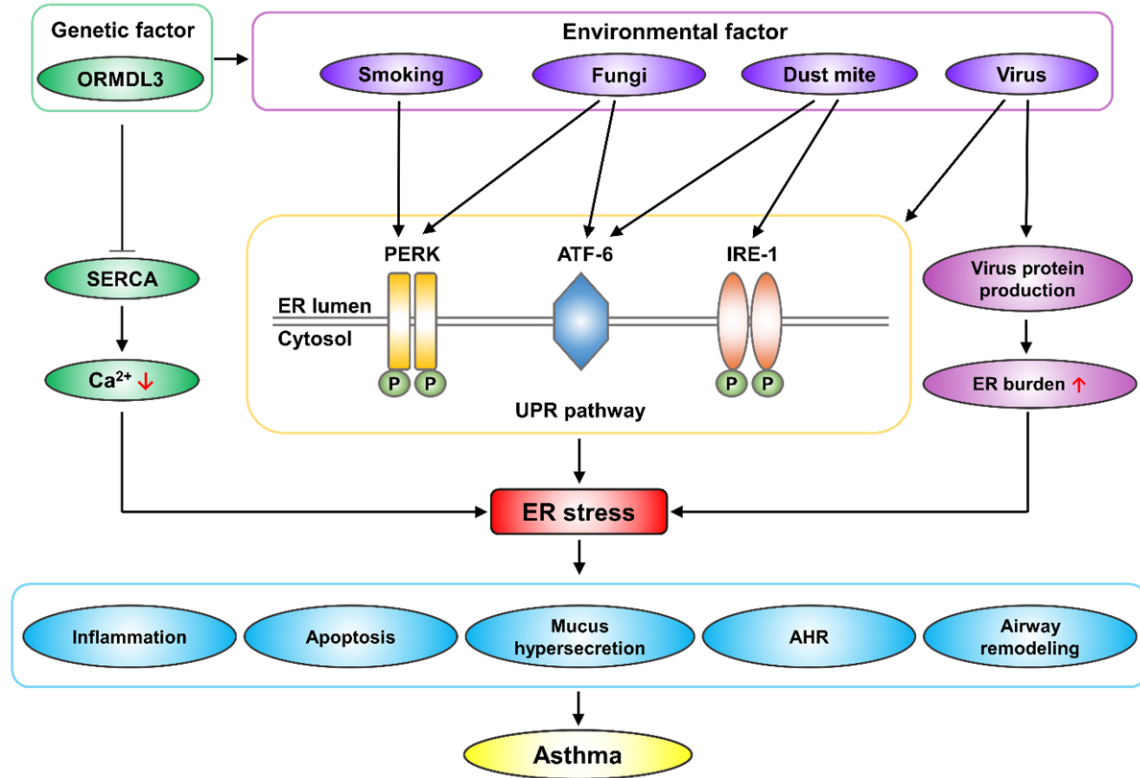 Genetic factor
ORMDL3
Environmental factor
Smoking
Fungi
Dust mite
Virus
SERCA
Ca²⁺ ↓
PERK
ATF-6
IRE-1
ER lumen
Cytosol
P
P
P
P
UPR pathway
Virus protein
production
ER burden ↑
ER stress
Inflammation
Apoptosis
Mucus
hypersecretion
AHR
Airway
remodeling
Asthma